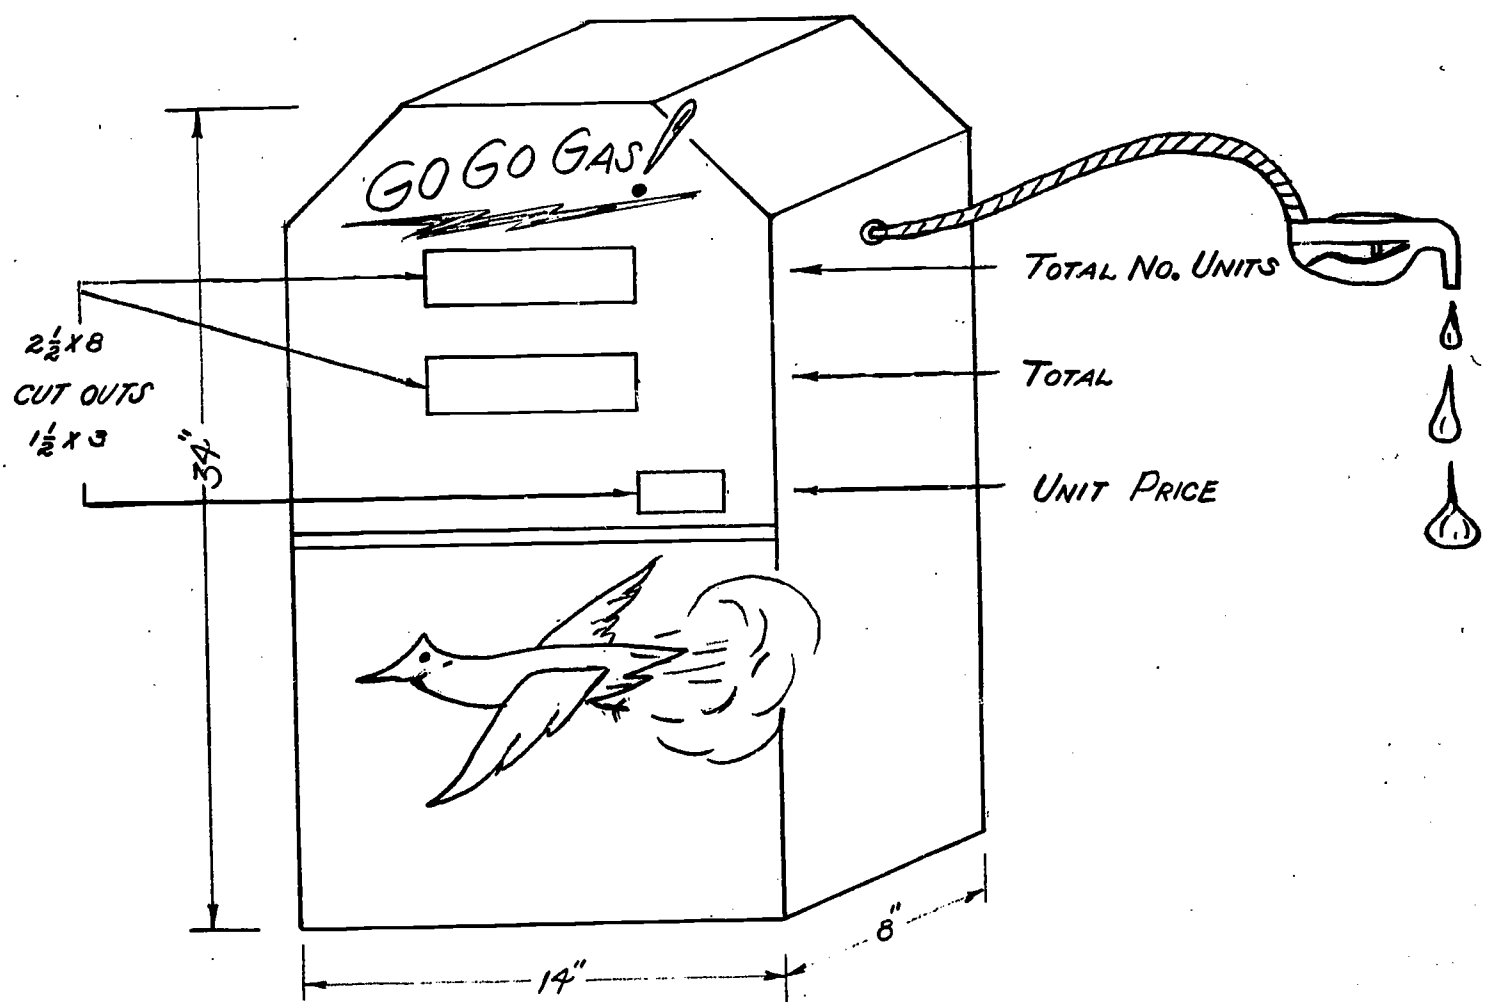 GO GO GAS!
TOTAL NO. UNITS
2½ x 8
CUT OUTS
1½ x 3
TOTAL
34"
UNIT PRICE
8"
14"